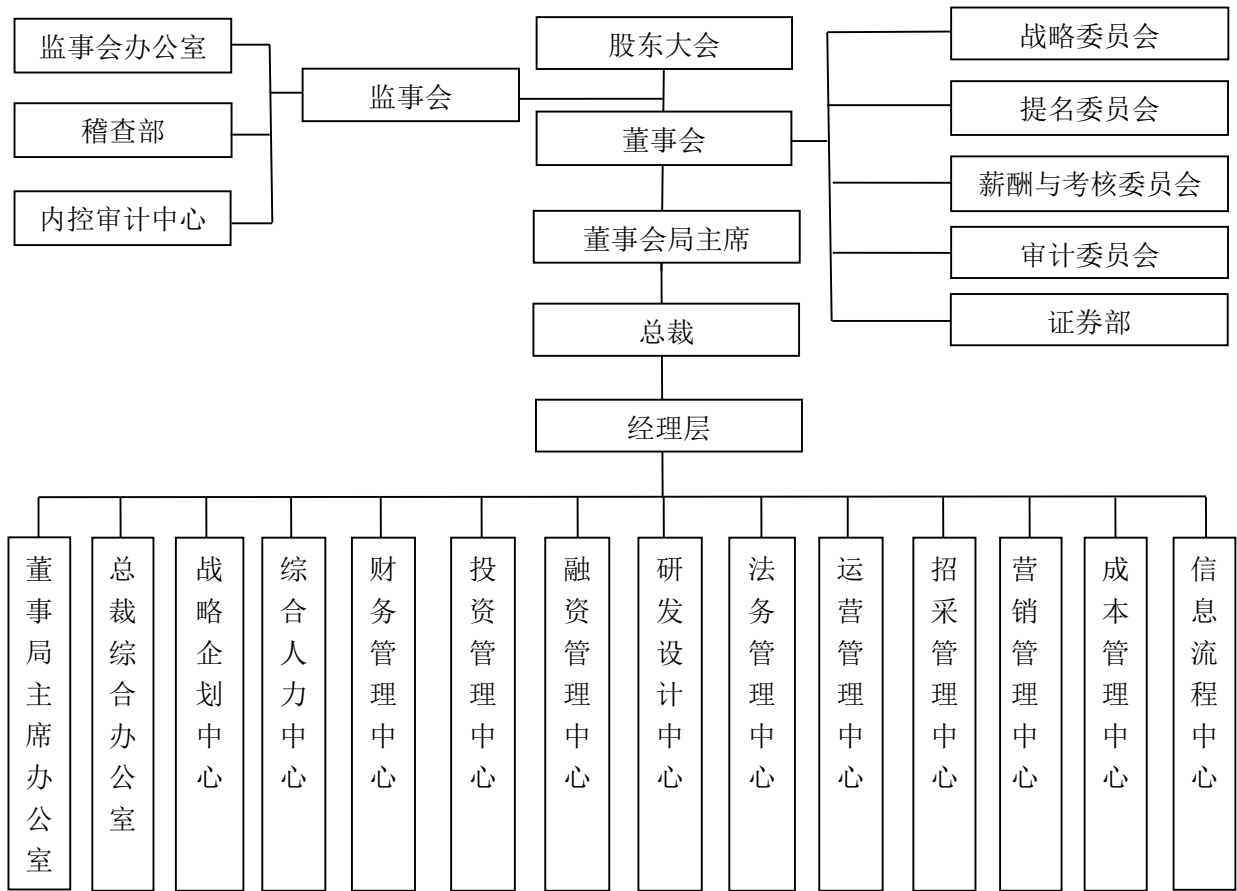 监事会办公室
稽查部
内控审计中心
监事会
股东大会
董事会
董事会局主席
总裁
经理层
战略委员会
提名委员会
薪酬与考核委员会
审计委员会
证券部
董事局主席办公室
总裁综合办公室
战略企划中心
综合人力中心
财务管理中心
投资管理中心
融资管理中心
研发设计中心
法务管理中心
运营管理中心
招采管理中心
营销管理中心
成本管理中心
信息流程中心